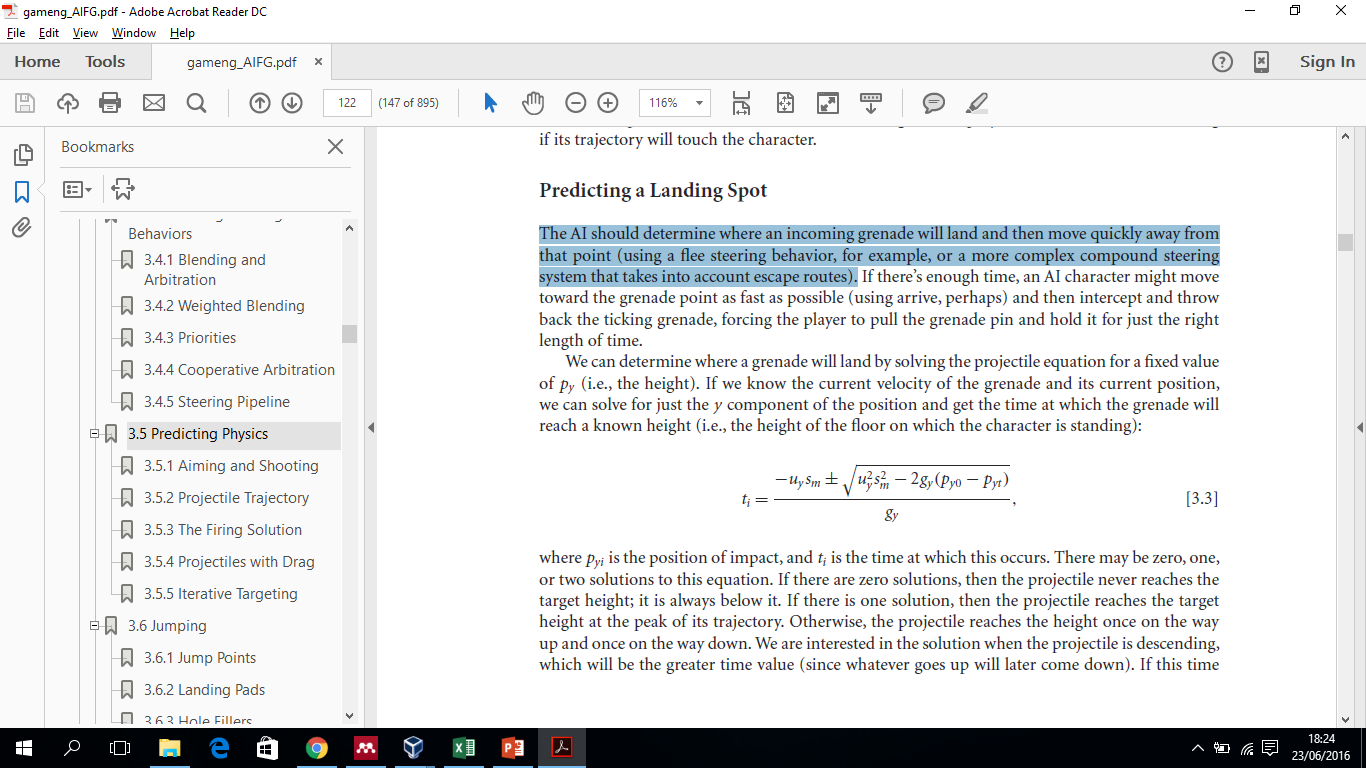 gameng_AIFG.pdf - Adobe Acrobat Reader DC
File Edit View Window Help
Home Tools gameng_AIFG.pdf × Sign In
122 (147 of 895) 116%
Bookmarks
Behaviors
3.4.1 Blending and
Arbitration
3.4.2 Weighted Blending
3.4.3 Priorities
3.4.4 Cooperative Arbitration
3.4.5 Steering Pipeline
3.5 Predicting Physics
3.5.1 Aiming and Shooting
3.5.2 Projectile Trajectory
3.5.3 The Firing Solution
3.5.4 Projectiles with Drag
3.5.5 Iterative Targeting
3.6 Jumping
3.6.1 Jump Points
3.6.2 Landing Pads
3.6.3 Hole Fillers
if its trajectory will touch the character.
Predicting a Landing Spot
The AI should determine where an incoming grenade will land and then move quickly away from
that point (using a flee steering behavior, for example, or a more complex compound steering
system that takes into account escape routes). If there's enough time, an AI character might move
toward the grenade point as fast as possible (using arrive, perhaps) and then intercept and throw
back the ticking grenade, forcing the player to pull the grenade pin and hold it for just the right
length of time.
We can determine where a grenade will land by solving the projectile equation for a fixed value
of p_y (i.e., the height). If we know the current velocity of the grenade and its current position,
we can solve for just the y component of the position and get the time at which the grenade will
reach a known height (i.e., the height of the floor on which the character is standing):
t_i = (−u_y s_m ± √(u_y² s_m² − 2g_y(p_y0 − p_yt))) / g_y, [3.3]
where p_yi is the position of impact, and t_i is the time at which this occurs. There may be zero, one,
or two solutions to this equation. If there are zero solutions, then the projectile never reaches the
target height; it is always below it. If there is one solution, then the projectile reaches the target
height at the peak of its trajectory. Otherwise, the projectile reaches the height once on the way
up and once on the way down. We are interested in the solution when the projectile is descending,
which will be the greater time value (since whatever goes up will later come down). If this time
18:24
23/06/2016